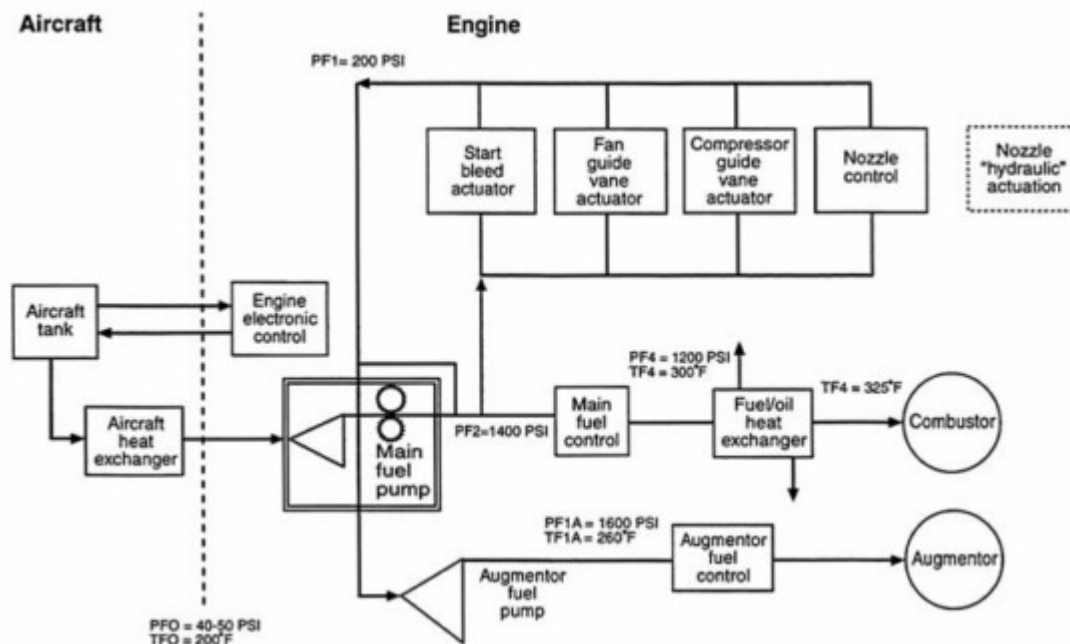 Aircraft
Engine
PF1= 200 PSI
Start
bleed
actuator
Fan
guide
vane
actuator
Compressor
guide
vane
actuator
Nozzle
control
Nozzle
"hydraulic"
actuation
Aircraft
tank
Engine
electronic
control
Aircraft
heat
exchanger
Main
fuel
pump
PF2=1400 PSI
Main
fuel
control
PF4 = 1200 PSI
TF4 = 300°F
Fuel/oil
heat
exchanger
TF4 = 325°F
Combustor
PF1A = 1600 PSI
TF1A = 260°F
Augmentor
fuel
pump
Augmentor
fuel
control
Augmentor
PFO = 40-50 PSI
TFO = 200°F